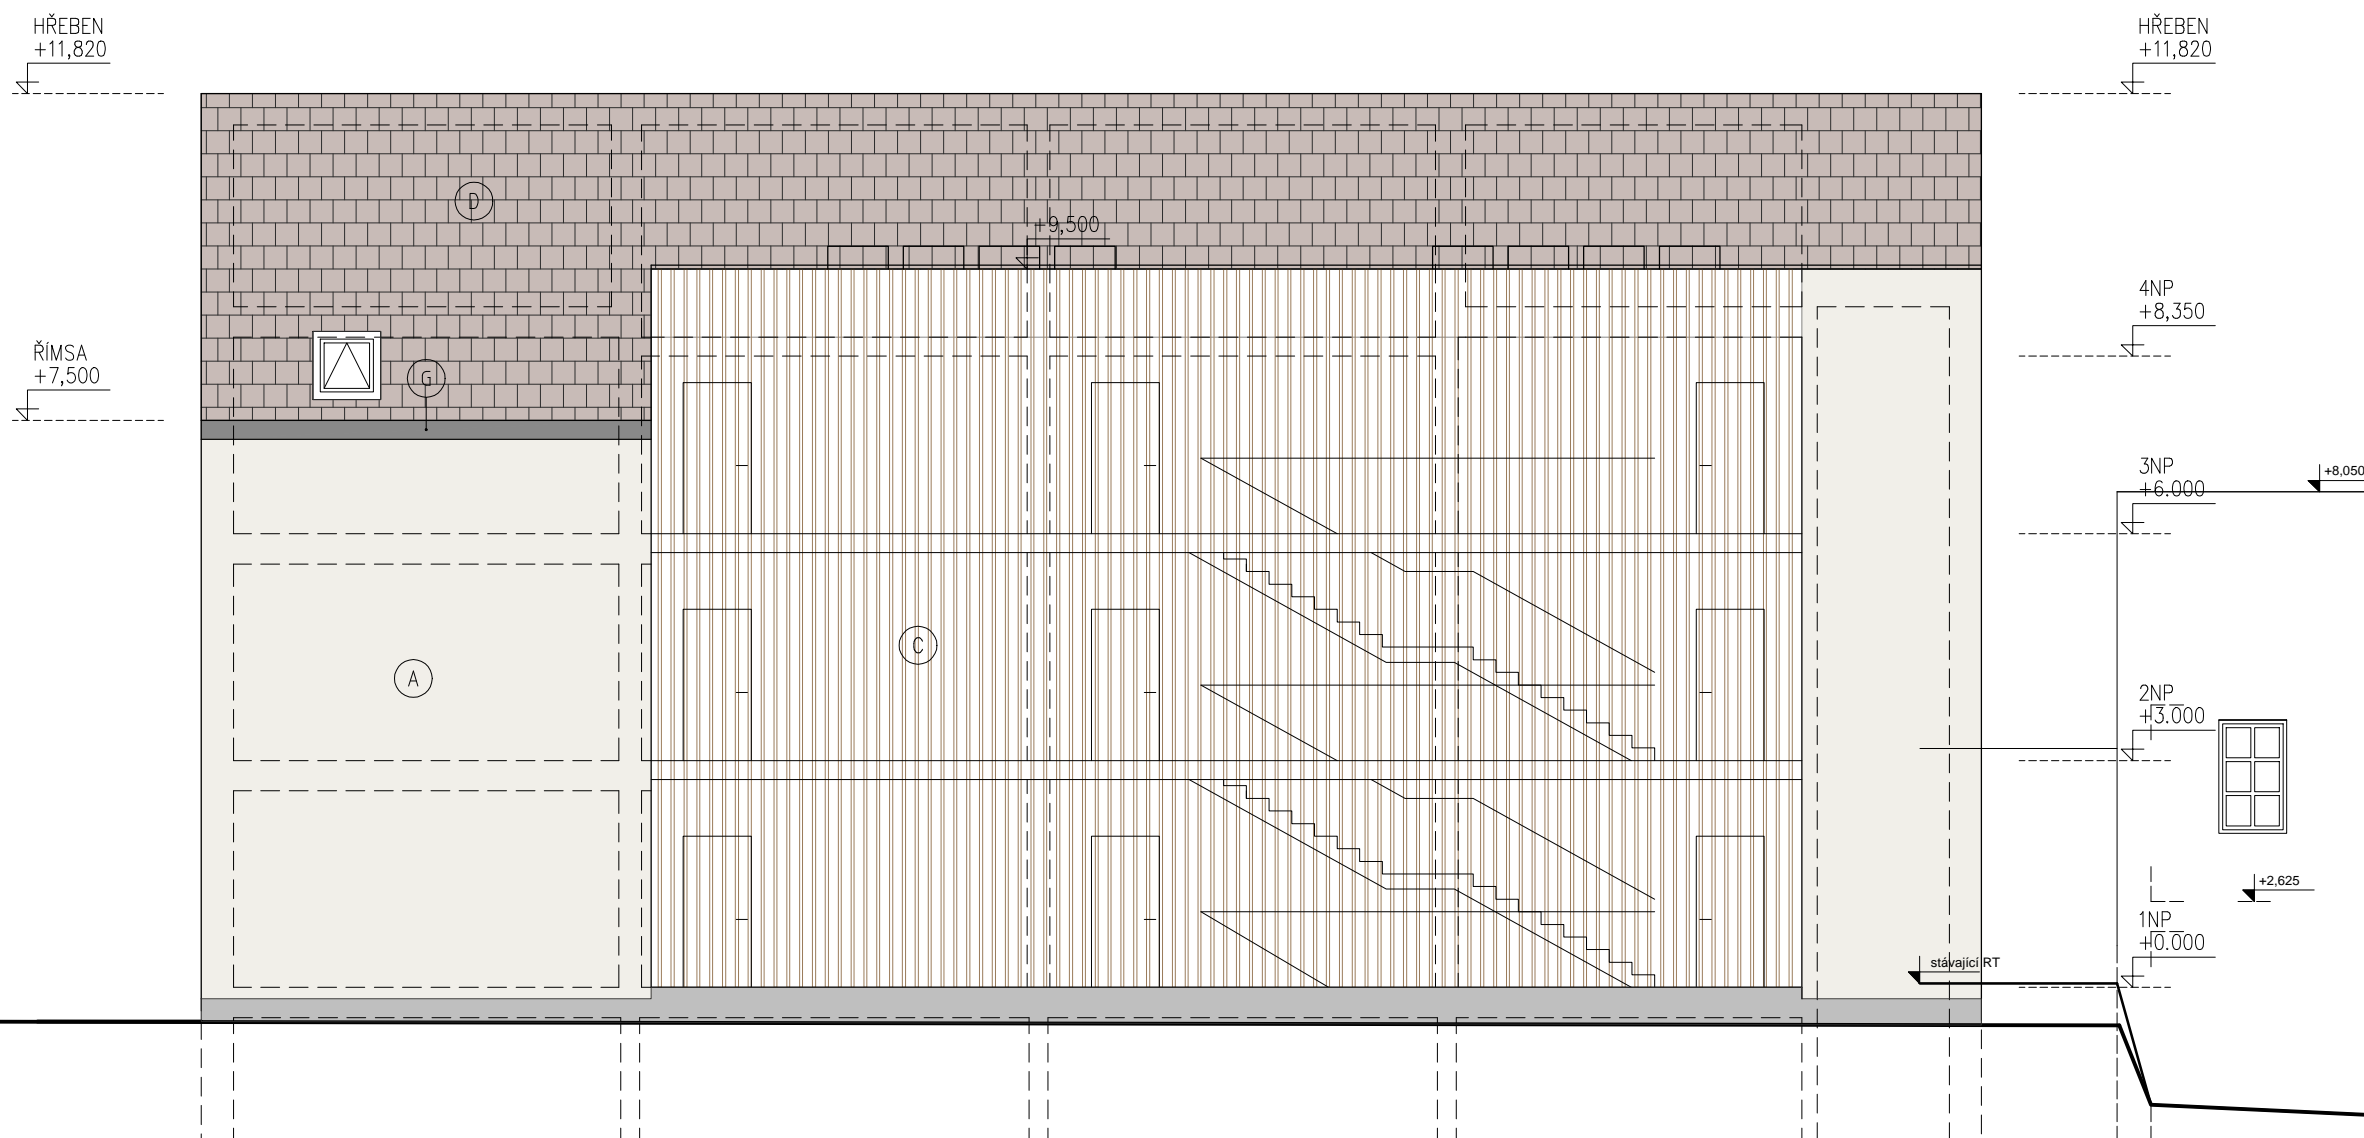 HŘEBEN
+11,820
HŘEBEN
+11,820
D
+9,500
4NP
+8,350
ŘÍMSA
+7,500
G
3NP
+6.000
+8,050
C
A
2NP
+3.000
+2,625
1NP
+0.000
stávající RT